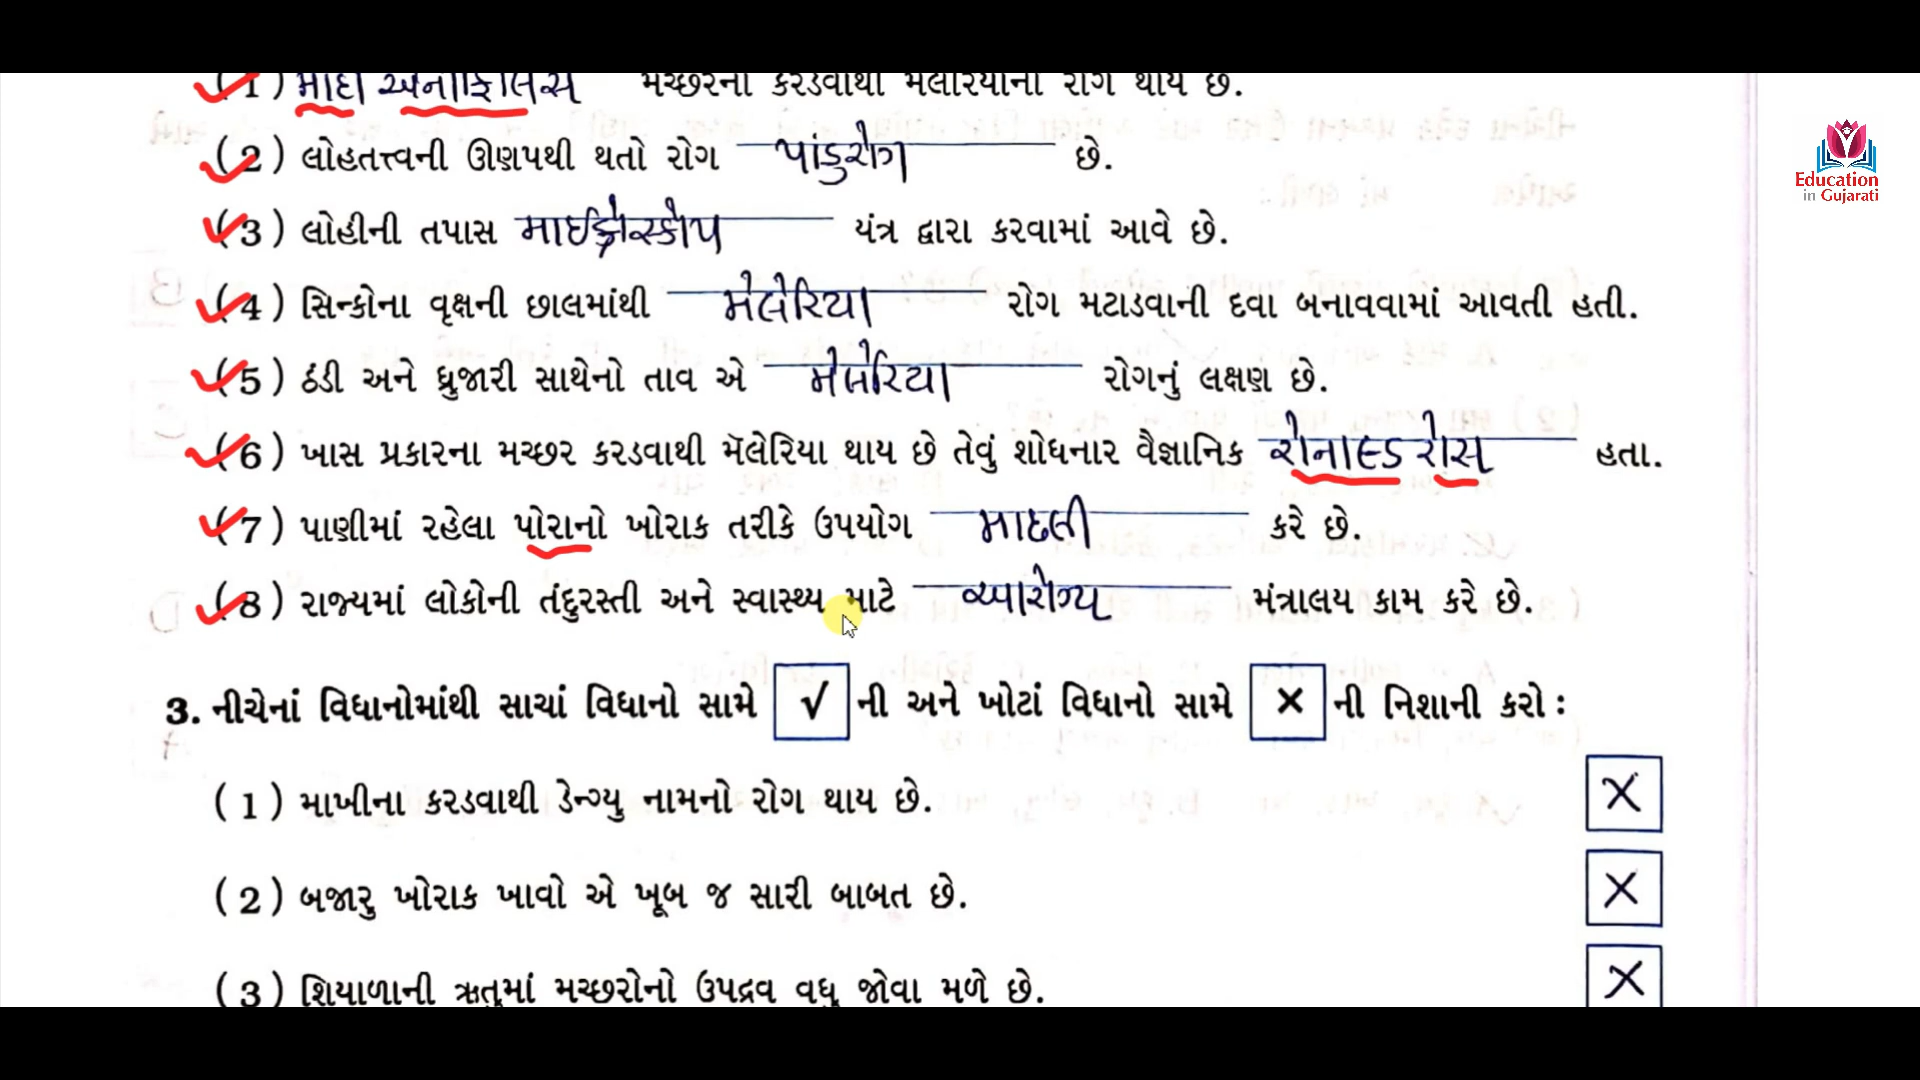 (1) માદા અનાફિલિસ મચ્છરના કરડવાથી મેલેરિયાનો રોગ થાય છે.
(2) લોહતત્ત્વની ઊણપથી થતો રોગ પાંડુરોગ છે.
(3) લોહીની તપાસ માઈક્રોસ્કોપ યંત્ર દ્વારા કરવામાં આવે છે.
(4) સિન્કોના વૃક્ષની છાલમાંથી મેલેરિયા રોગ મટાડવાની દવા બનાવવામાં આવતી હતી.
(5) ઠંડી અને ધ્રુજારી સાથેનો તાવ એ મેલેરિયા રોગનું લક્ષણ છે.
(6) ખાસ પ્રકારના મચ્છર કરડવાથી મૅલેરિયા થાય છે તેવું શોધનાર વૈજ્ઞાનિક રોનાલ્ડ રોસ હતા.
(7) પાણીમાં રહેલા પોરાનો ખોરાક તરીકે ઉપયોગ માછલી કરે છે.
(8) રાજ્યમાં લોકોની તંદુરસ્તી અને સ્વાસ્થ્ય માટે આરોગ્ય મંત્રાલય કામ કરે છે.
3. નીચેનાં વિધાનોમાંથી સાચાં વિધાનો સામે √ ની અને ખોટાં વિધાનો સામે × ની નિશાની કરો :
(1) માખીના કરડવાથી ડેન્ગ્યુ નામનો રોગ થાય છે. X
(2) બજારુ ખોરાક ખાવો એ ખૂબ જ સારી બાબત છે. X
(3) શિયાળાની ઋતુમાં મચ્છરોનો ઉપદ્રવ વધુ જોવા મળે છે. X
Education
in Gujarati